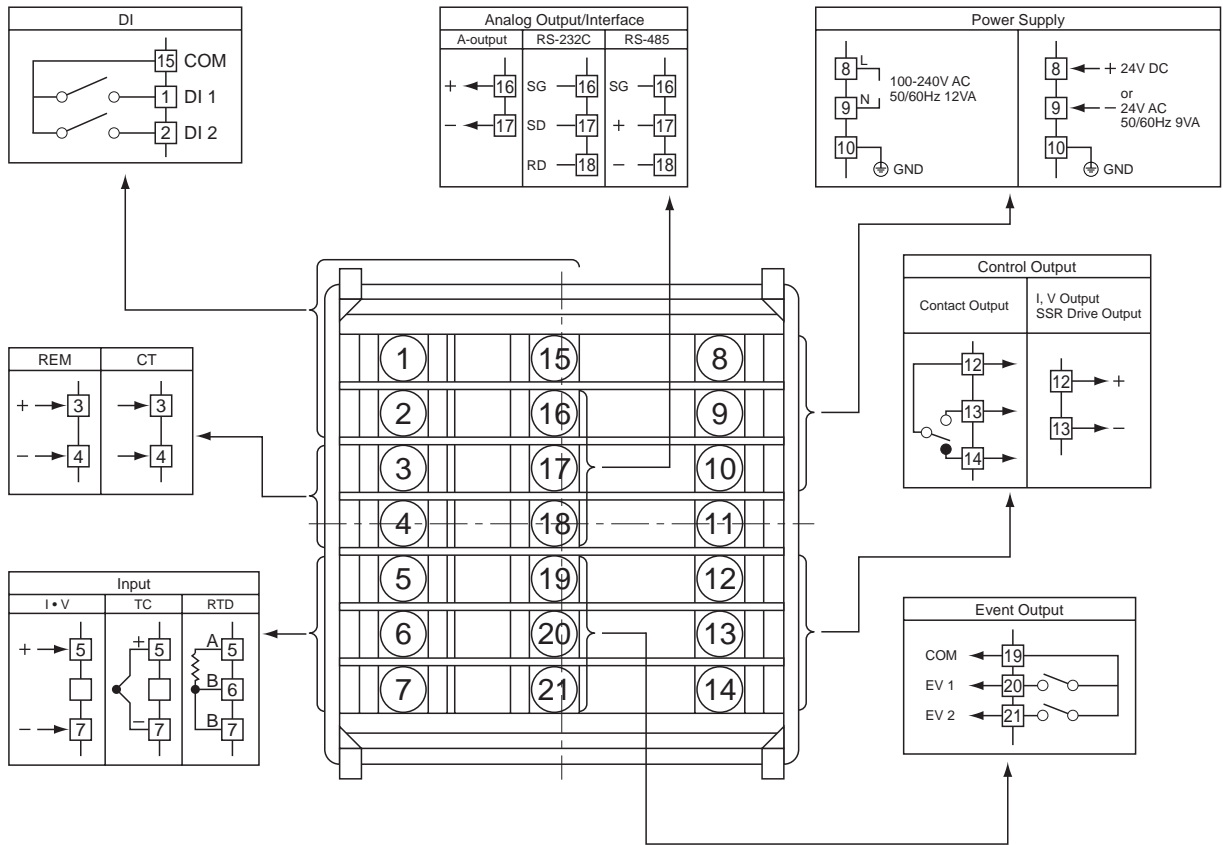 DI
15 COM
1 DI 1
2 DI 2
Analog Output/Interface
A-output RS-232C RS-485
+ 16 SG 16 SG 16
− 17 SD 17 + 17
RD 18 − 18
Power Supply
8 L
100-240V AC
50/60Hz 12VA
9 N
10
GND
8 + 24V DC
or
9 − 24V AC
50/60Hz 9VA
10
GND
REM CT
+ 3 3
− 4 4
Input
I • V TC RTD
+ 5 + 5 A 5
B 6
− 7 − 7 B 7
1 15 8
2 16 9
3 17 10
4 18 11
5 19 12
6 20 13
7 21 14
Control Output
Contact Output
I, V Output
SSR Drive Output
12 12 +
13 13 −
14
Event Output
COM 19
EV 1 20
EV 2 21